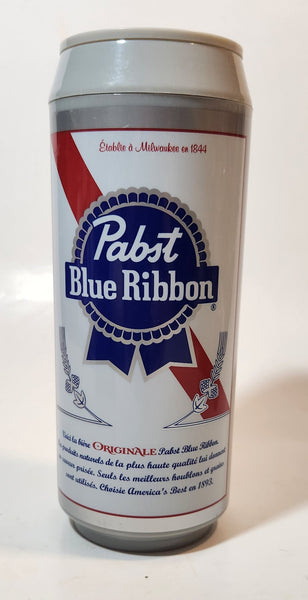 Établie à Milwaukee en 1844
Pabst
Blue Ribbon®
Voici la bière ORIGINALE Pabst Blue Ribbon.
produits naturels de la plus haute qualité lui donnent
saveur prisée. Seuls les meilleurs houblons et grains
sont utilisés. Choisie America's Best en 1893.